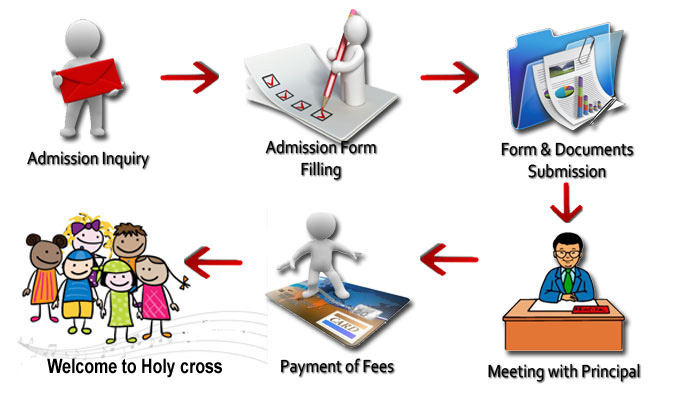 Admission Inquiry
Admission Form
Filling
Form & Documents
Submission
Meeting with Principal
CARD
Payment of Fees
Welcome to Holy cross